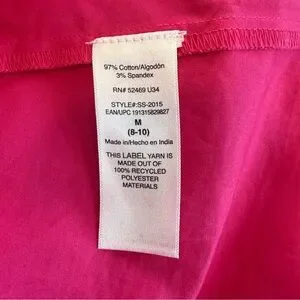 97% Cotton/Algodón
3% Spandex
RN# 52469 U34
STYLE#:SS-2015
EAN/UPC 191315829827
M
(8-10)
Made in/Hecho en India
THIS LABEL YARN IS
MADE OUT OF
100% RECYCLED
POLYESTER
MATERIALS